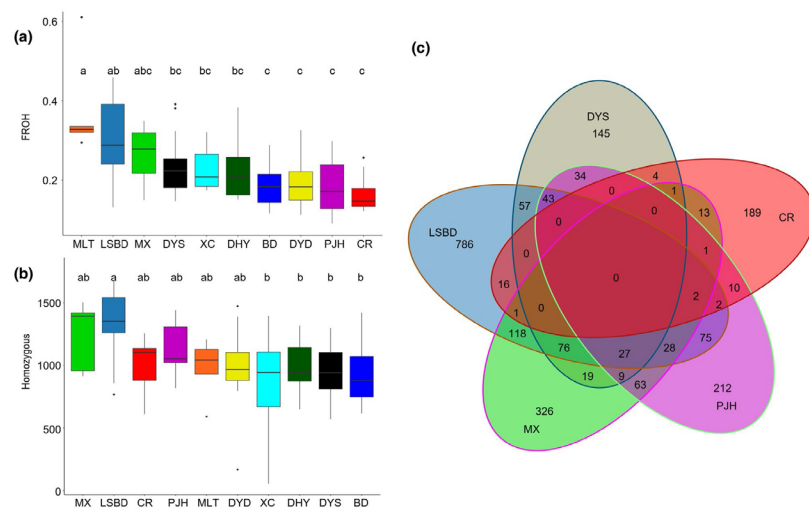 (a)
0.6
0.4
0.2
FROH
a ab abc bc bc bc c c c c
MLT LSBD MX DYS XC DHY BD DYD PJH CR
(b)
1500
1000
500
0
Homozygous
ab a ab ab ab ab b b b b
MX LSBD CR PJH MLT DYD XC DHY DYS BD
(c)
DYS
145
34 4
57 43 0 1
0 0 13 189 CR
LSBD
786
0 1
0
16 10
1 0 2 2
118 76 75
27 28
19 9 63
212
PJH
326
MX